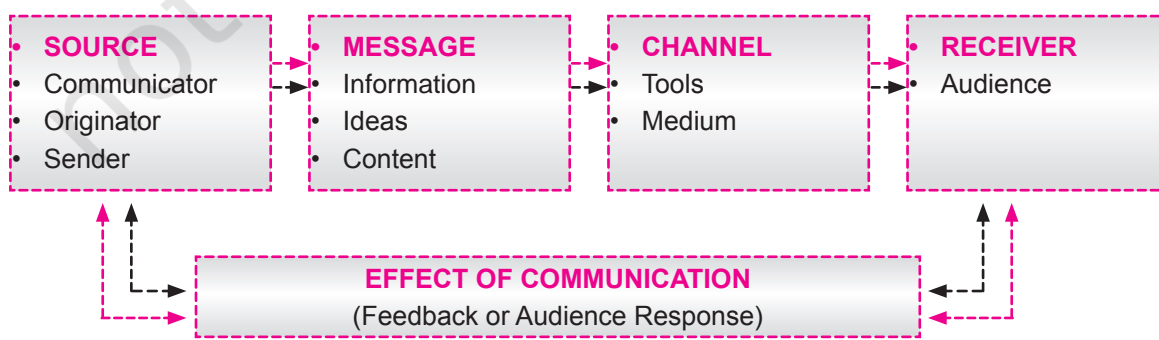 • SOURCE
• Communicator
• Originator
• Sender
• MESSAGE
• Information
• Ideas
• Content
• CHANNEL
• Tools
• Medium
• RECEIVER
• Audience
EFFECT OF COMMUNICATION
(Feedback or Audience Response)
not